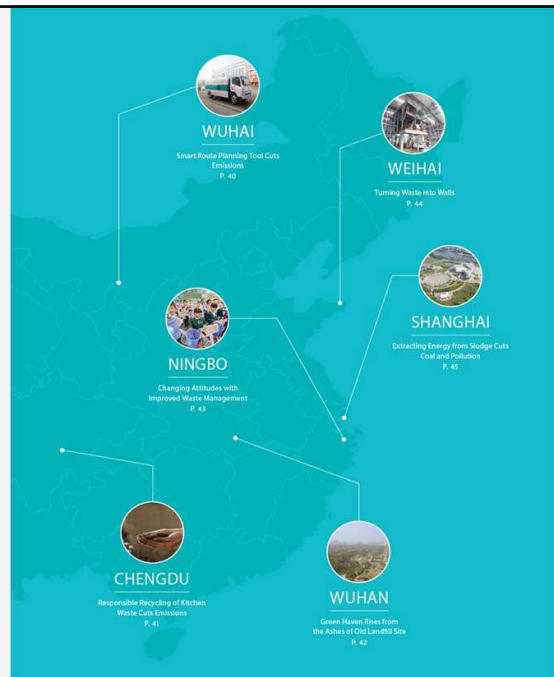 WUHAI
Smart Route Planning Tool Cuts
Emissions
P. 40
WEIHAI
Turning Waste into Walls
P. 44
SHANGHAI
Extracting Energy from Sludge Cuts
Coal and Pollution
P. 45
NINGBO
Changing Attitudes with
Improved Waste Management
P. 43
CHENGDU
Responsible Recycling of Kitchen
Waste Cuts Emissions
P. 41
WUHAN
Green Haven Rises from
the Ashes of Old Landfill Site
P. 42